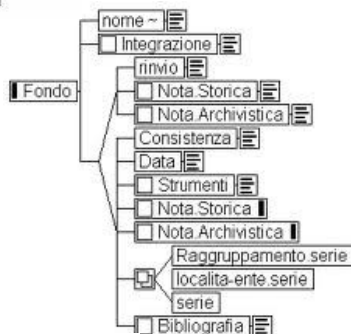 nome ~
Integrazione
rinvio
Fondo
Nota.Storica
Nota.Archivistica
Consistenza
Data
Strumenti
Nota.Storica
Nota.Archivistica
Raggruppamento.serie
localita-ente.serie
serie
Bibliografia